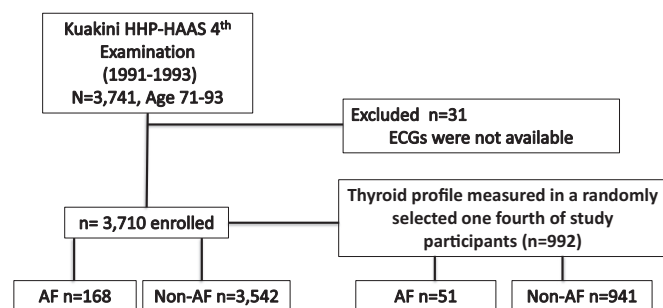 Kuakini HHP-HAAS 4th
Examination
(1991-1993)
N=3,741, Age 71-93
Excluded n=31
ECGs were not available
n= 3,710 enrolled
Thyroid profile measured in a randomly
selected one fourth of study
participants (n=992)
AF n=168
Non-AF n=3,542
AF n=51
Non-AF n=941